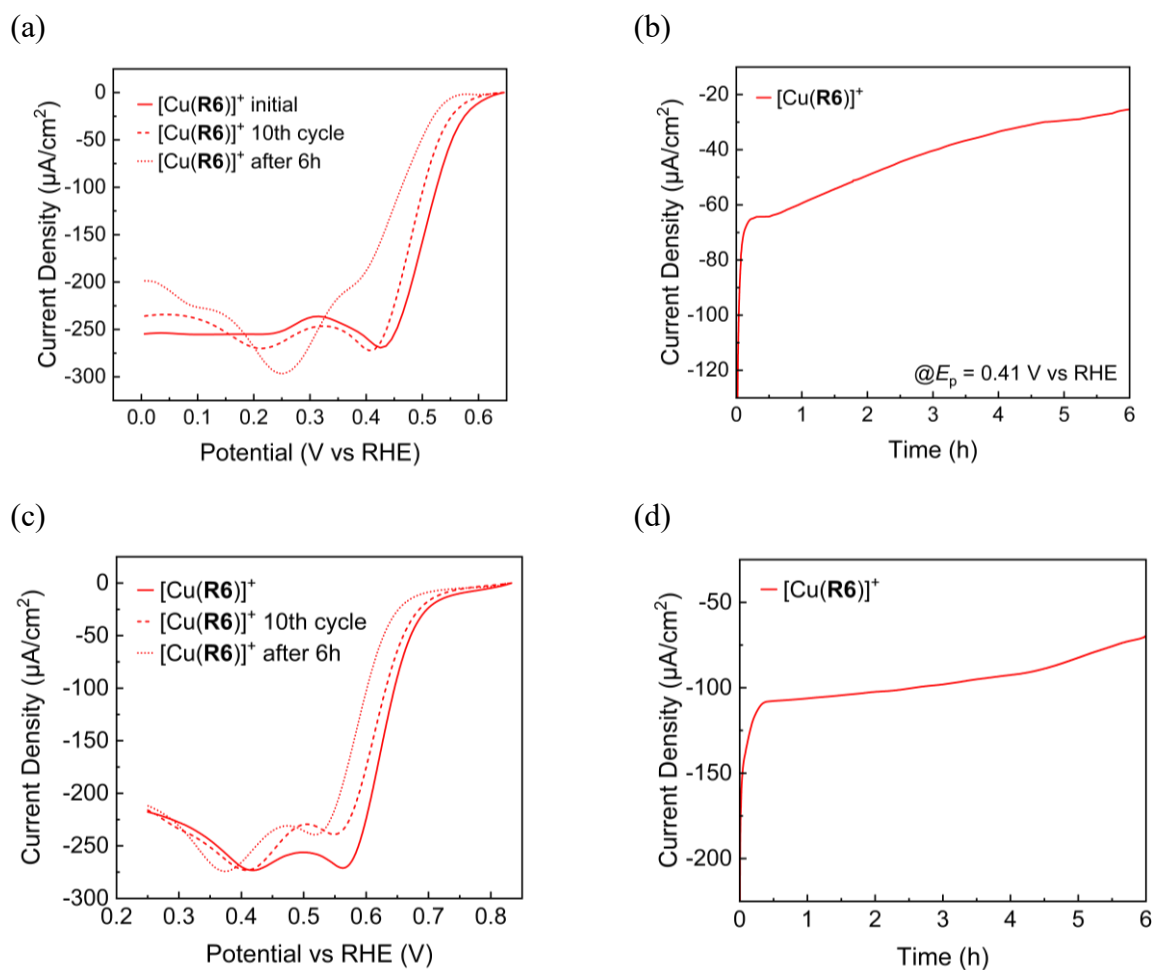 (a)
Current Density (µA/cm²)
0
-50
-100
-150
-200
-250
-300
[Cu(R6)]⁺ initial
[Cu(R6)]⁺ 10th cycle
[Cu(R6)]⁺ after 6h
0.0 0.1 0.2 0.3 0.4 0.5 0.6
Potential (V vs RHE)
(b)
Current Density (µA/cm²)
-20
-40
-60
-80
-100
-120
[Cu(R6)]⁺
@Eₚ = 0.41 V vs RHE
0 1 2 3 4 5 6
Time (h)
(c)
Current Density (µA/cm²)
0
-50
-100
-150
-200
-250
-300
[Cu(R6)]⁺
[Cu(R6)]⁺ 10th cycle
[Cu(R6)]⁺ after 6h
0.2 0.3 0.4 0.5 0.6 0.7 0.8
Potential vs RHE (V)
(d)
Current Density (µA/cm²)
-50
-100
-150
-200
[Cu(R6)]⁺
0 1 2 3 4 5 6
Time (h)